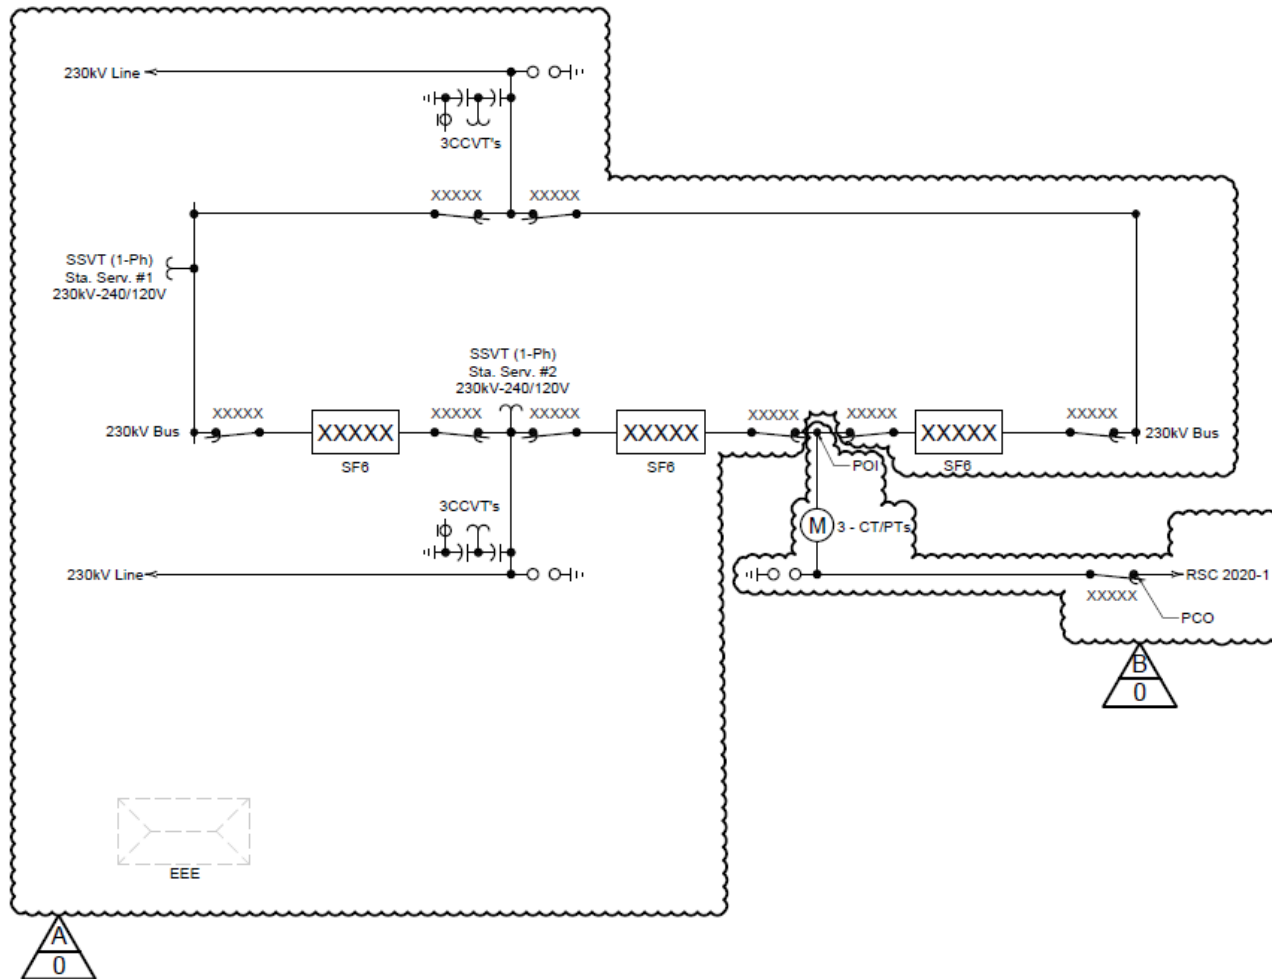 230kV Line
3CCVT's
XXXXX XXXXX
SSVT (1-Ph)
Sta. Serv. #1
230kV-240/120V
SSVT (1-Ph)
Sta. Serv. #2
230kV-240/120V
XXXXX XXXXX XXXXX XXXXX XXXXX XXXXX
230kV Bus XXXXX XXXXX XXXXX 230kV Bus
SF6 SF6 POI SF6
3CCVT's
M 3 - CT/PTs
230kV Line RSC 2020-1
XXXXX
PCO
B
0
EEE
A
0